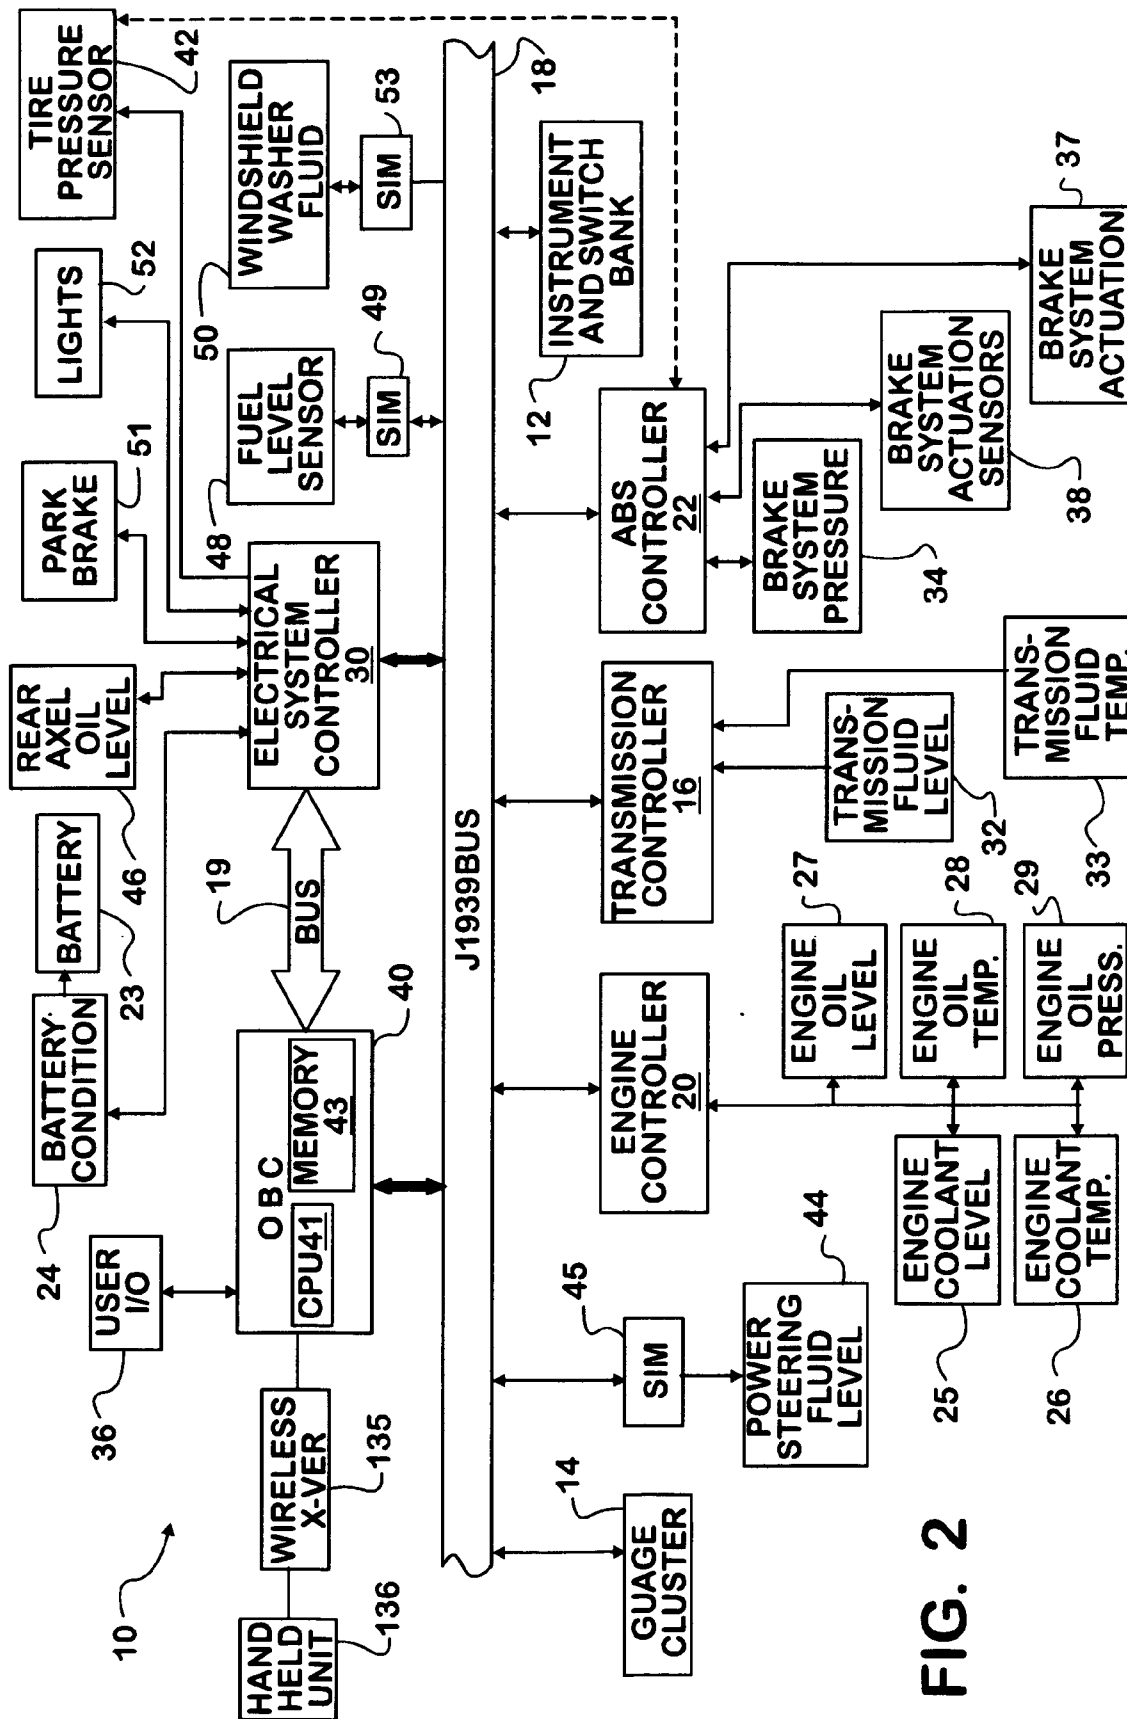 10
HAND
HELD
UNIT
136
WIRELESS
X-VER
135
USER
I/O
36
BATTERY
CONDITION
24
BATTERY
23
REAR
AXEL
OIL
LEVEL
46
PARK
BRAKE
51
LIGHTS
52
TIRE
PRESSURE
SENSOR
42
O B C
CPU41
MEMORY
43
40
19
BUS
ELECTRICAL
SYSTEM
CONTROLLER
30
FUEL
LEVEL
SENSOR
48
SIM
49
WINDSHIELD
WASHER
FLUID
50
SIM
53
J1939BUS
18
GUAGE
CLUSTER
14
SIM
45
POWER
STEERING
FLUID
LEVEL
44
ENGINE
CONTROLLER
20
TRANSMISSION
CONTROLLER
16
ABS
CONTROLLER
22
INSTRUMENT
AND SWITCH
BANK
12
ENGINE
COOLANT
LEVEL
25
ENGINE
COOLANT
TEMP.
26
ENGINE
OIL
LEVEL
27
ENGINE
OIL
TEMP.
28
ENGINE
OIL
PRESS.
29
TRANS-
MISSION
FLUID
LEVEL
32
TRANS-
MISSION
FLUID
TEMP.
33
BRAKE
SYSTEM
PRESSURE
34
BRAKE
SYSTEM
ACTUATION
SENSORS
38
BRAKE
SYSTEM
ACTUATION
37
FIG. 2